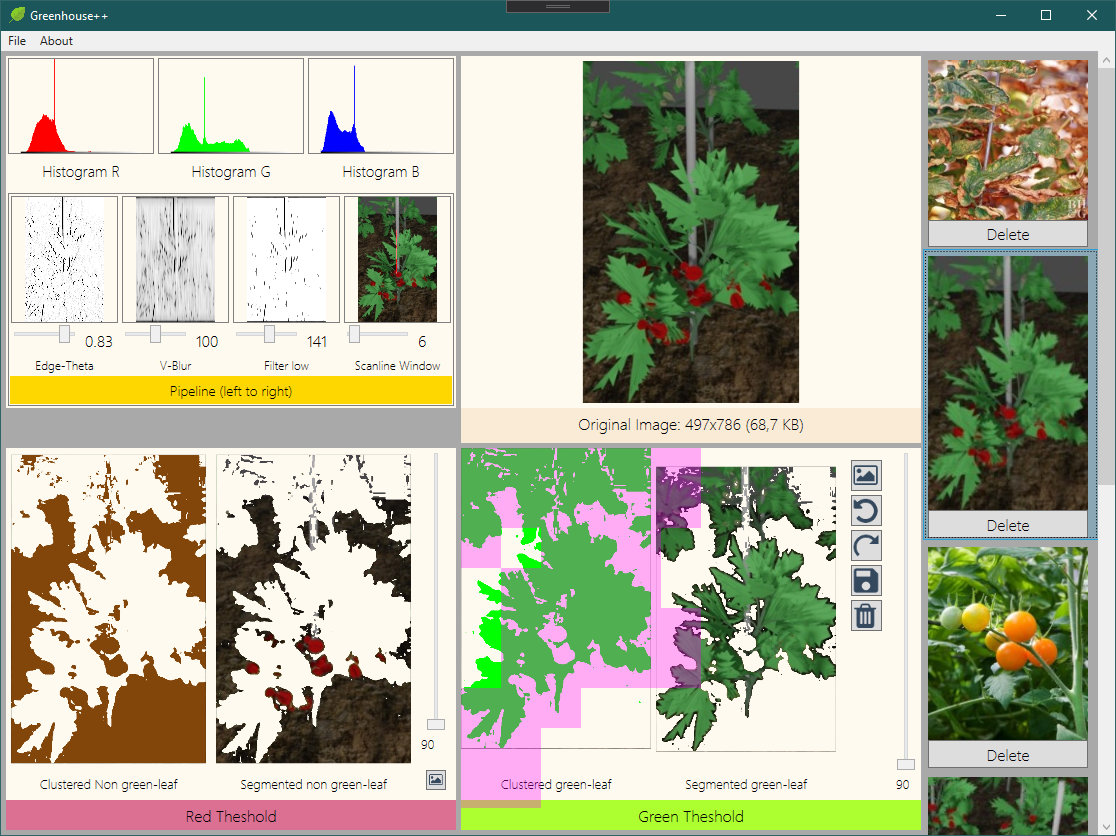 Greenhouse++
File About
Histogram R Histogram G Histogram B
0.83 100 141 6
Edge-Theta V-Blur Filter low Scanline Window
Pipeline (left to right)
Original Image: 497x786 (68,7 KB)
Delete
Delete
Delete
90
Clustered Non green-leaf Segmented non green-leaf
Red Theshold
90
Clustered green-leaf Segmented green-leaf
Green Theshold